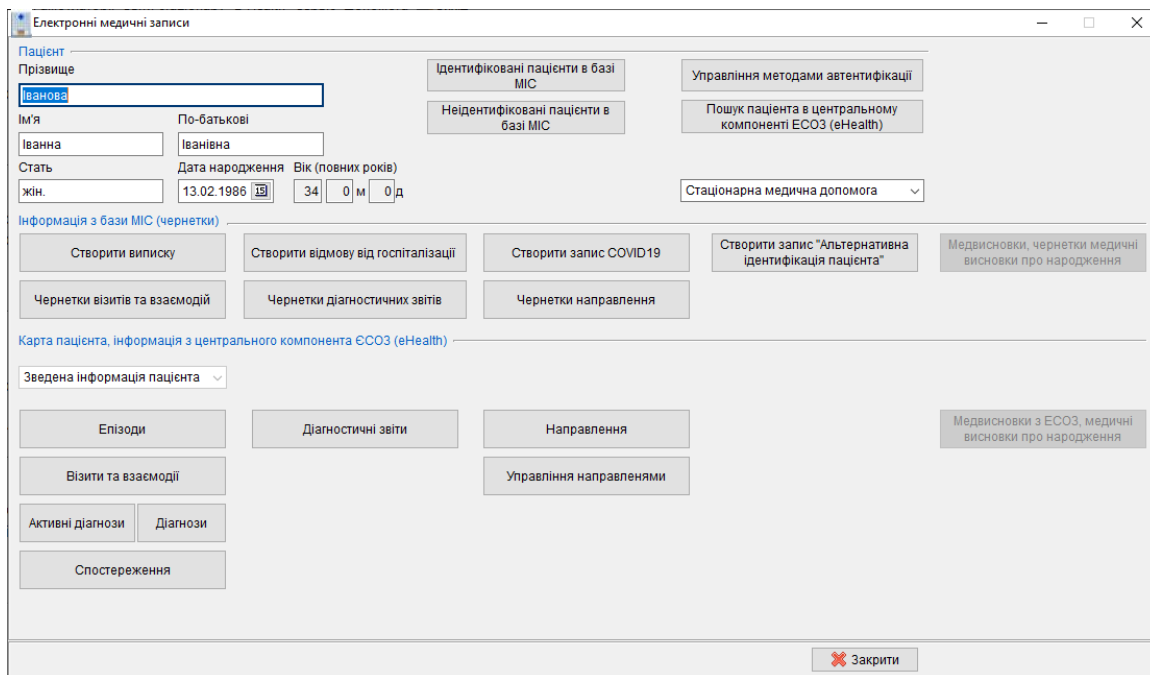 Електронні медичні записи
Пацієнт
Прізвище
Іванова
Ім'я
По-батькові
Іванна
Іванівна
Стать
Дата народження
Вік (повних років)
жін.
13.02.1986
15
34
0
м
0
д
Ідентифіковані пацієнти в базі
МІС
Неідентифіковані пацієнти в
базі МІС
Управління методами автентифікації
Пошук пацієнта в центральному
компоненті ЕСОЗ (eHealth)
Стаціонарна медична допомога
Інформація з бази МІС (чернетки)
Створити виписку
Створити відмову від госпіталізації
Створити запис COVID19
Створити запис "Альтернативна
ідентифікація пацієнта"
Медвисновки, чернетки медичні
висновки про народження
Чернетки візитів та взаємодій
Чернетки діагностичних звітів
Чернетки направлення
Карта пацієнта, інформація з центрального компонента ЄСОЗ (eHealth)
Зведена інформація пацієнта
Епізоди
Діагностичні звіти
Направлення
Медвисновки з ЕСОЗ, медичні
висновки про народження
Візити та взаємодії
Управління направленями
Активні діагнози
Діагнози
Спостереження
Закрити